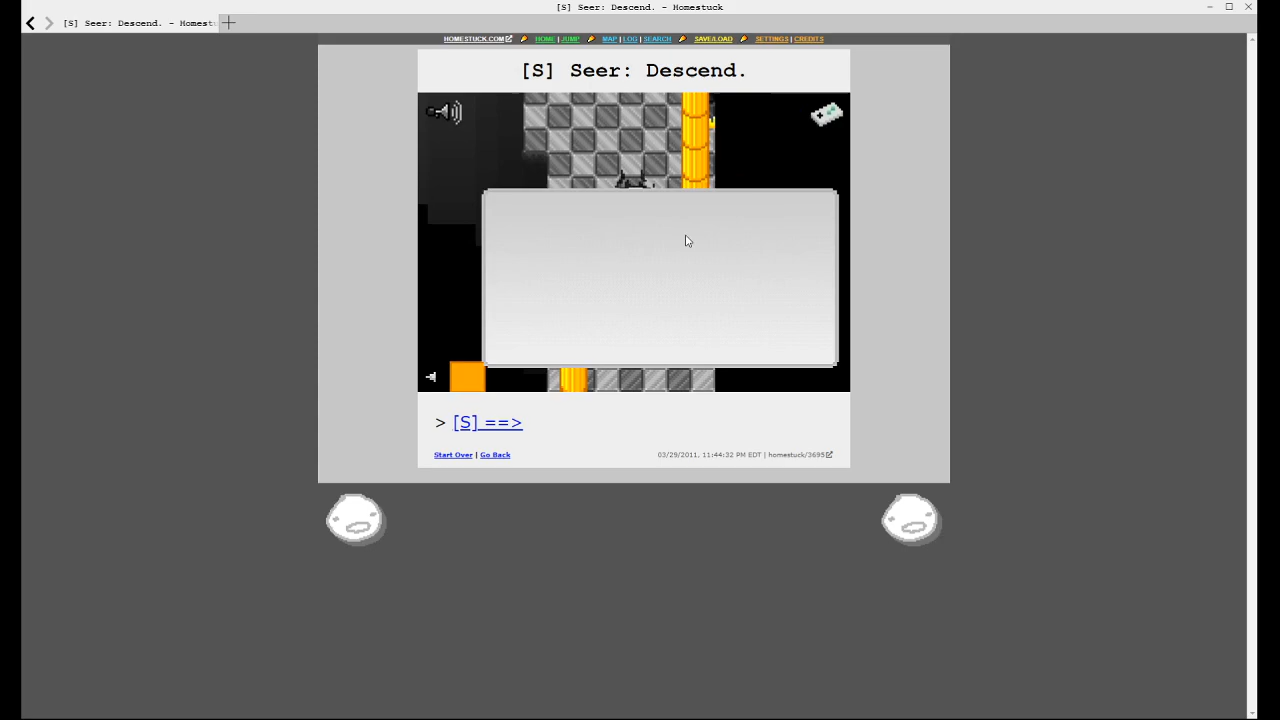 [S] Seer: Descend. - Homestuck
[S] Seer: Descend. - Homest
HOMESTUCK.COM HOME | JUMP MAP | LOG | SEARCH SAVE/LOAD SETTINGS | CREDITS
[S] Seer: Descend.
> [S] ==>
Start Over | Go Back
03/29/2011, 11:44:32 PM EDT | homestuck/3695